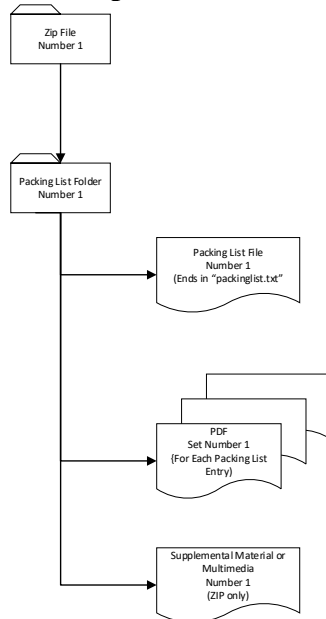 Zip File
Number 1
Packing List Folder
Number 1
Packing List File
Number 1
(Ends in “packinglist.txt”
PDF
Set Number 1
(For Each Packing List
Entry)
Supplemental Material or
Multimedia
Number 1
(ZIP only)